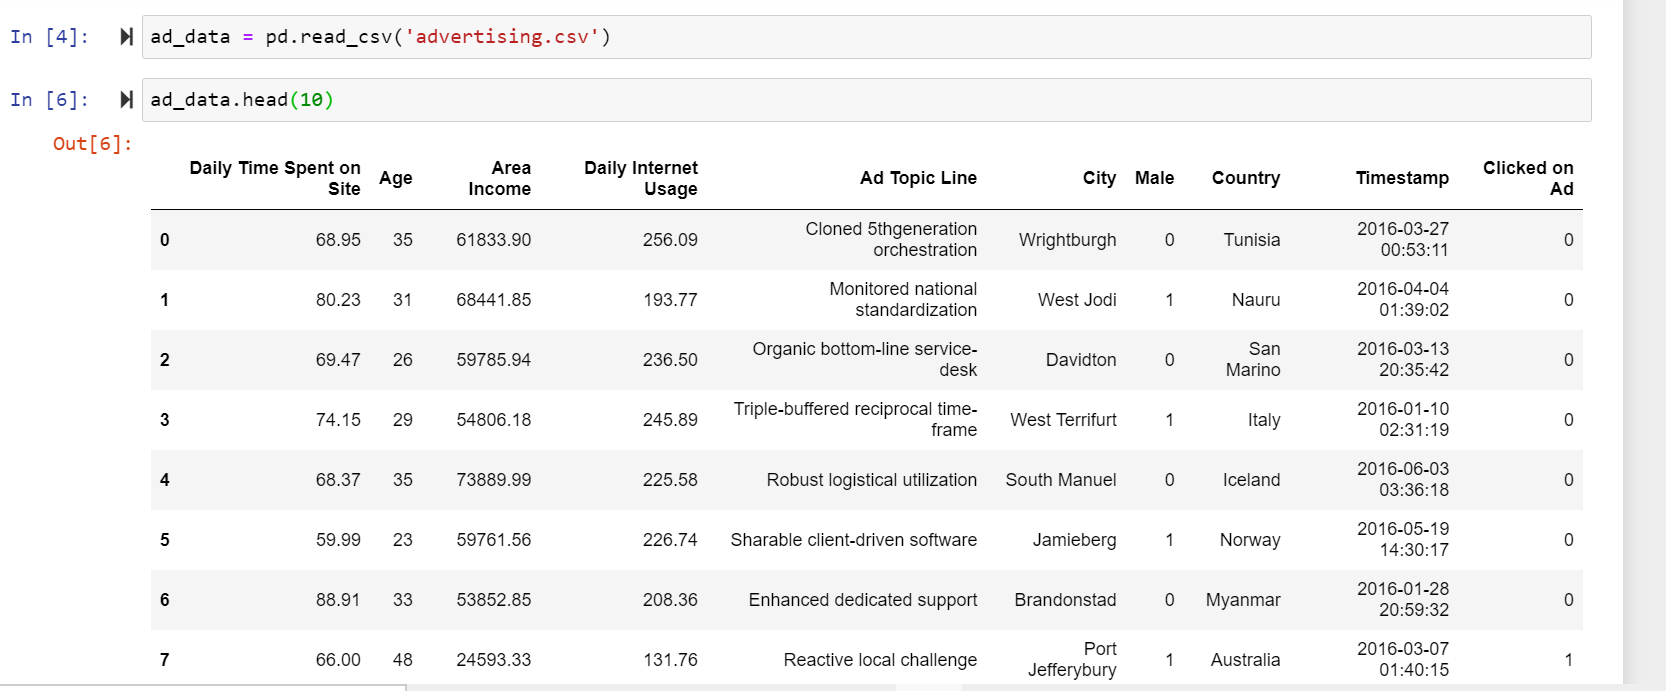 In [4]: ad_data = pd.read_csv('advertising.csv')
In [6]: ad_data.head(10)
Out[6]:
Daily Time Spent on Site Age Area Income Daily Internet Usage Ad Topic Line City Male Country Timestamp Clicked on Ad
0 68.95 35 61833.90 256.09 Cloned 5thgeneration orchestration Wrightburgh 0 Tunisia 2016-03-27 00:53:11 0
1 80.23 31 68441.85 193.77 Monitored national standardization West Jodi 1 Nauru 2016-04-04 01:39:02 0
2 69.47 26 59785.94 236.50 Organic bottom-line service-desk Davidton 0 San Marino 2016-03-13 20:35:42 0
3 74.15 29 54806.18 245.89 Triple-buffered reciprocal time-frame West Terrifurt 1 Italy 2016-01-10 02:31:19 0
4 68.37 35 73889.99 225.58 Robust logistical utilization South Manuel 0 Iceland 2016-06-03 03:36:18 0
5 59.99 23 59761.56 226.74 Sharable client-driven software Jamieberg 1 Norway 2016-05-19 14:30:17 0
6 88.91 33 53852.85 208.36 Enhanced dedicated support Brandonstad 0 Myanmar 2016-01-28 20:59:32 0
7 66.00 48 24593.33 131.76 Reactive local challenge Port Jefferybury 1 Australia 2016-03-07 01:40:15 1